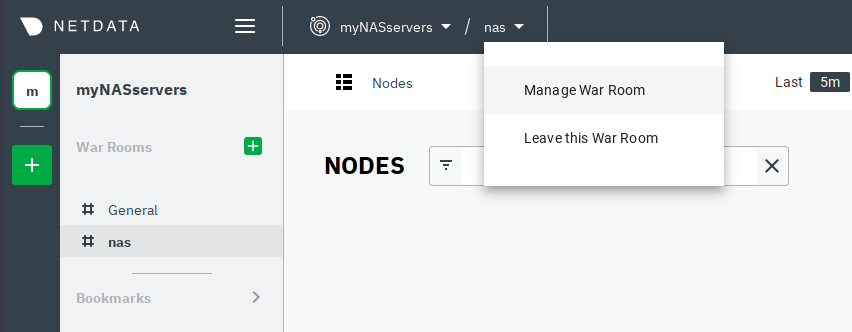 NETDATA
myNASservers / nas
m
myNASservers
War Rooms
General
nas
Bookmarks
Nodes
Last 5m
Manage War Room
Leave this War Room
NODES